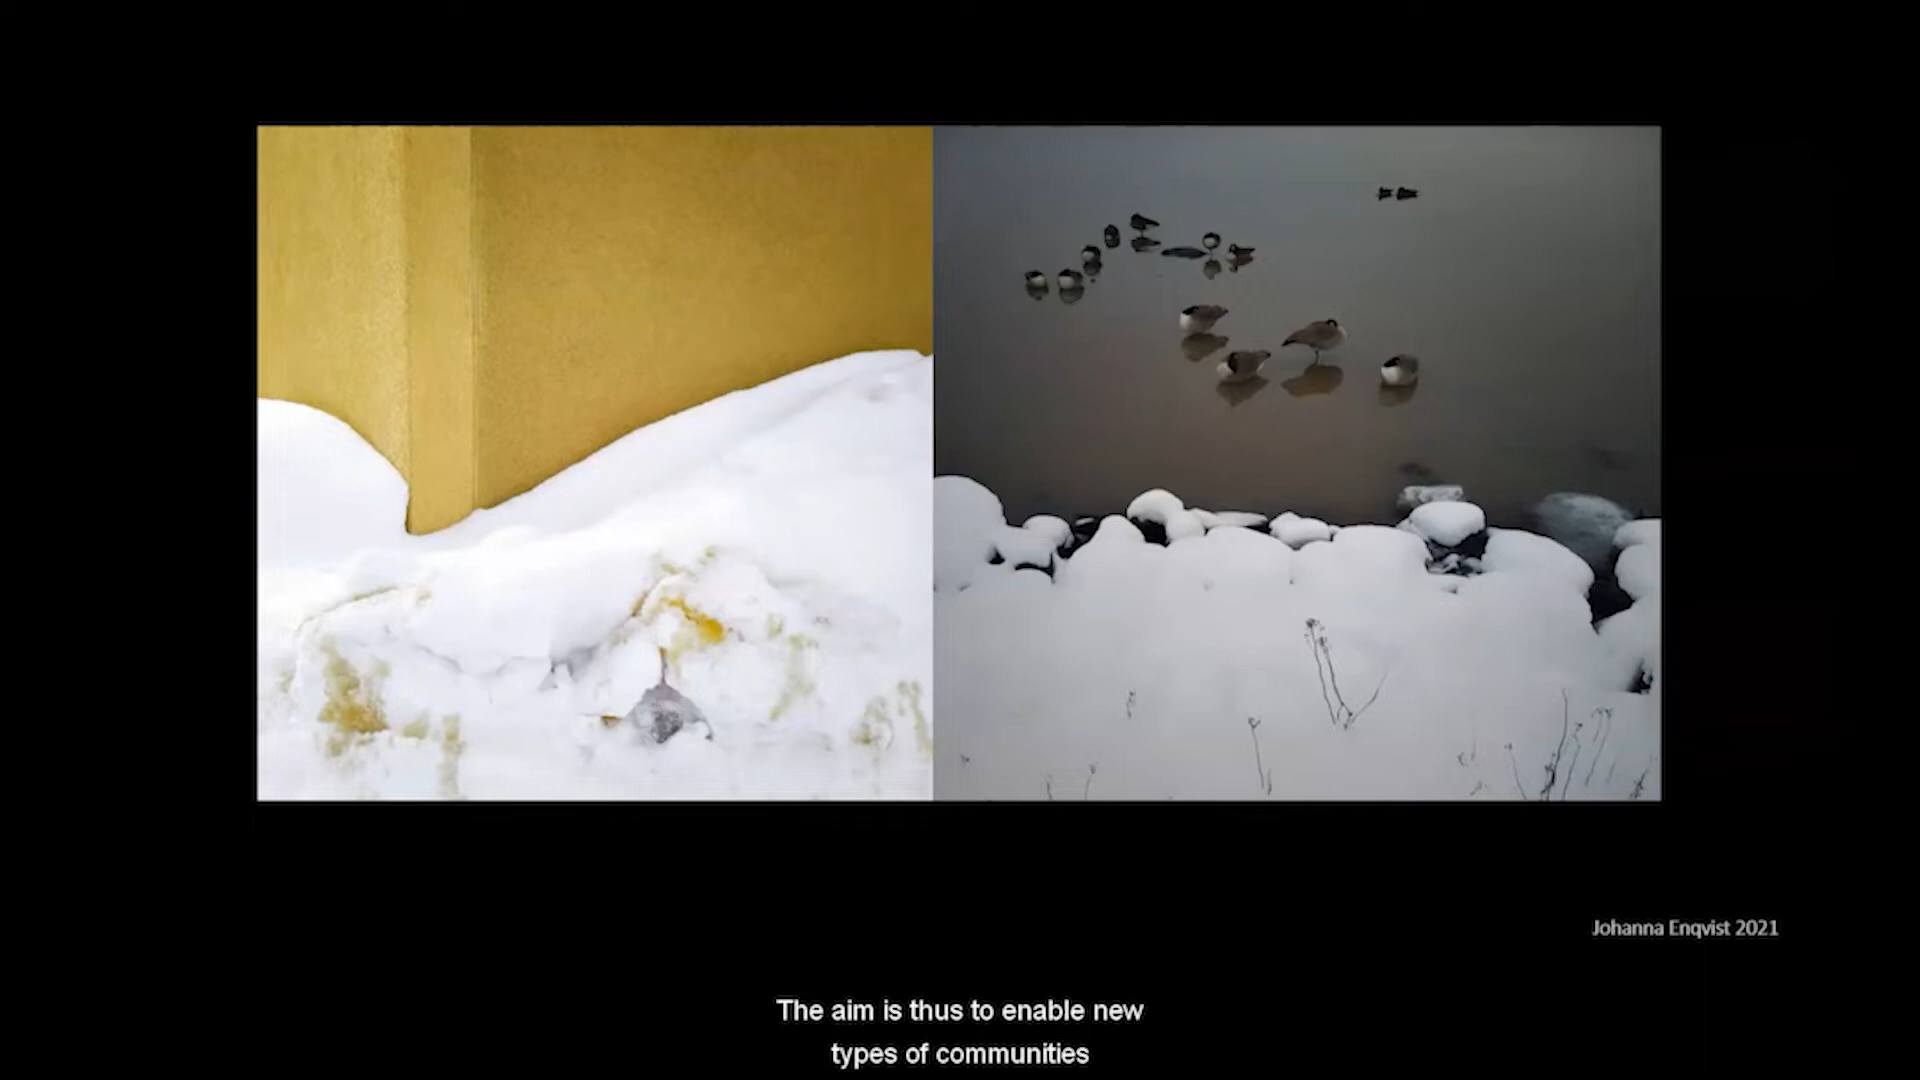 Johanna Enqvist 2021
The aim is thus to enable new
types of communities